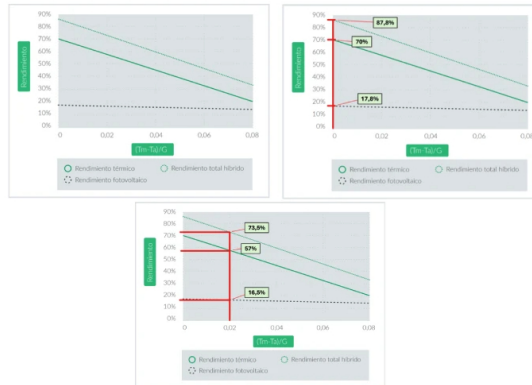 90%
80%
70%
60%
50%
40%
30%
20%
10%
0%
Rendimiento
0 0,02 0,04 0,06 0,08
(Tm-Ta)/G
Rendimiento térmico Rendimiento total híbrido
Rendimiento fotovoltaico
90%
80%
70%
60%
50%
40%
30%
20%
10%
0%
Rendimiento
87,8%
70%
17,8%
0 0,02 0,04 0,06 0,08
(Tm-Ta)/G
Rendimiento térmico Rendimiento total híbrido
Rendimiento fotovoltaico
90%
80%
70%
60%
50%
40%
30%
20%
10%
0%
Rendimiento
73,5%
57%
16,5%
0 0,02 0,04 0,06 0,08
(Tm-Ta)/G
Rendimiento térmico Rendimiento total híbrido
Rendimiento fotovoltaico